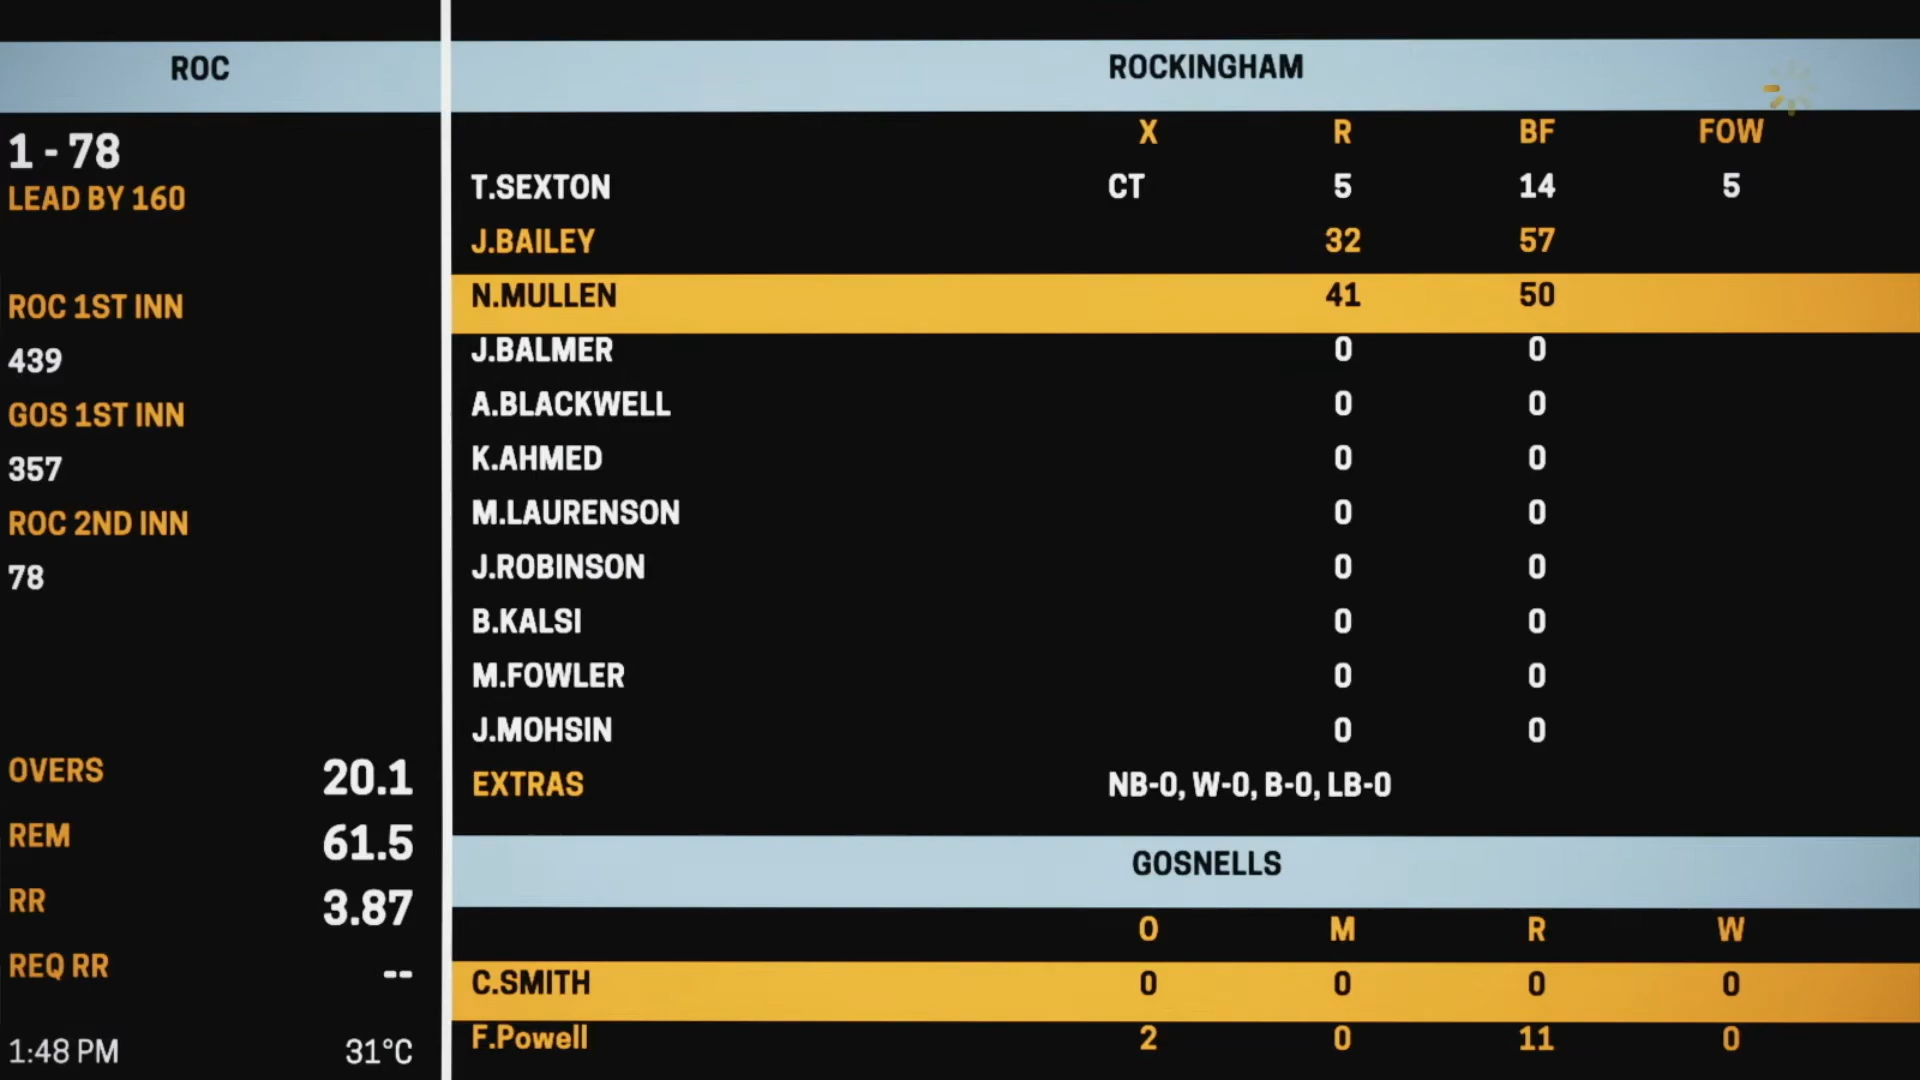 ROC
1 - 78
LEAD BY 160
ROC 1ST INN
439
GOS 1ST INN
357
ROC 2ND INN
78
OVERS 20.1
REM 61.5
RR 3.87
REQ RR --
1:48 PM 31°C
ROCKINGHAM
X R BF FOW
T.SEXTON CT 5 14 5
J.BAILEY 32 57
N.MULLEN 41 50
J.BALMER 0 0
A.BLACKWELL 0 0
K.AHMED 0 0
M.LAURENSON 0 0
J.ROBINSON 0 0
B.KALSI 0 0
M.FOWLER 0 0
J.MOHSIN 0 0
EXTRAS NB-0, W-0, B-0, LB-0
GOSNELLS
O M R W
C.SMITH 0 0 0 0
F.Powell 2 0 11 0